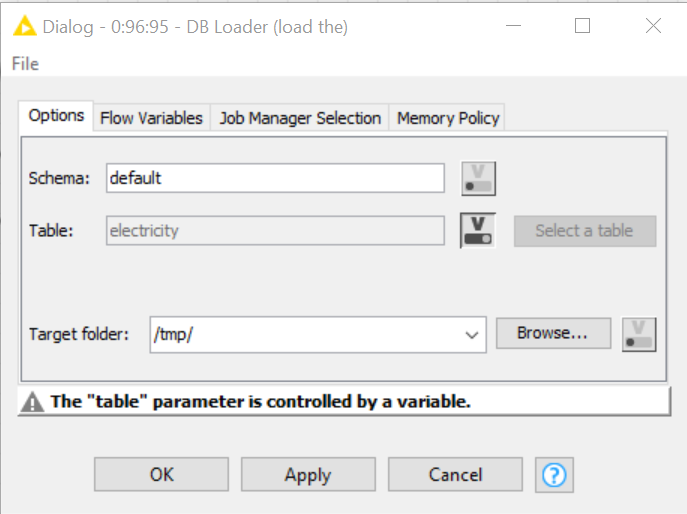 Dialog - 0:96:95 - DB Loader (load the)
File
Options Flow Variables Job Manager Selection Memory Policy
Schema: default V
Table: electricity V Select a table
Target folder: /tmp/ Browse... V
The "table" parameter is controlled by a variable.
OK Apply Cancel ?